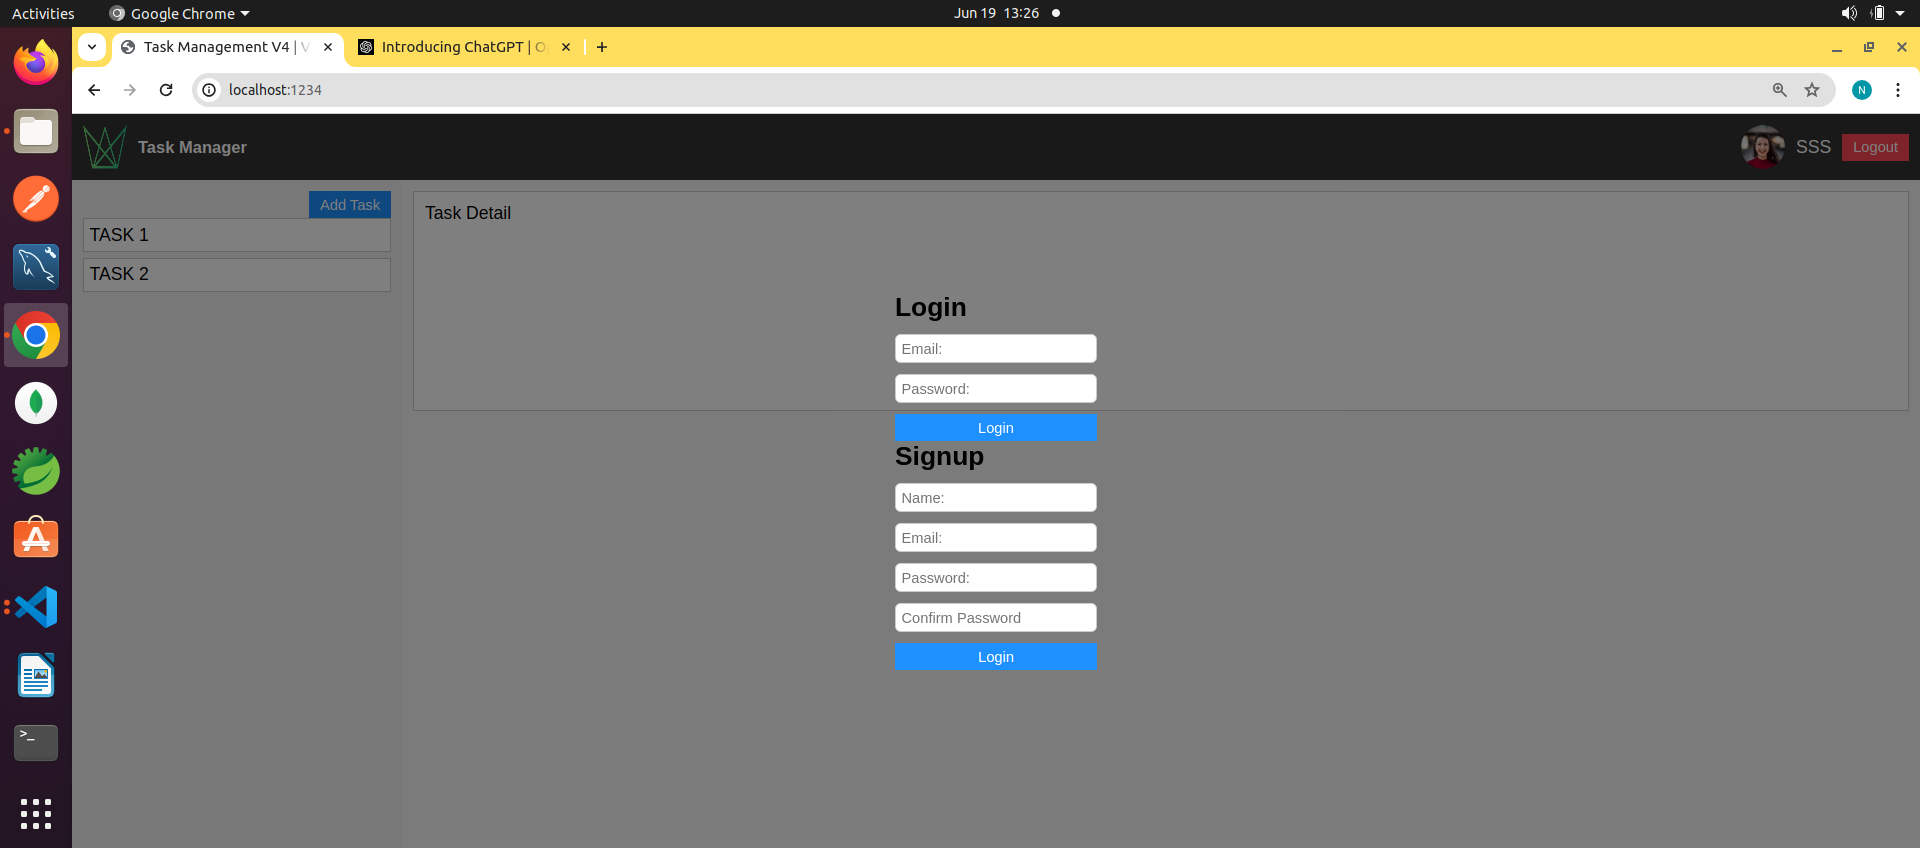 Activities
Google Chrome
Jun 19 13:26
Task Management V4 | V
Introducing ChatGPT | O
localhost:1234
N
Task Manager
SSS
Logout
Add Task
TASK 1
TASK 2
Task Detail
Login
Email:
Password:
Login
Signup
Name:
Email:
Password:
Confirm Password
Login